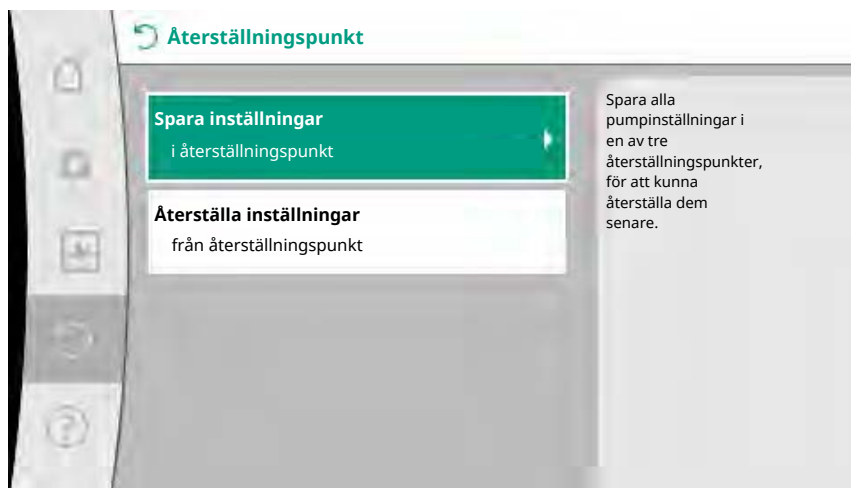 Återställningspunkt
Spara inställningar
i återställningspunkt
Återställa inställningar
från återställningspunkt
Spara alla
pumpinställningar i
en av tre
återställningspunkter,
för att kunna
återställa dem
senare.
?